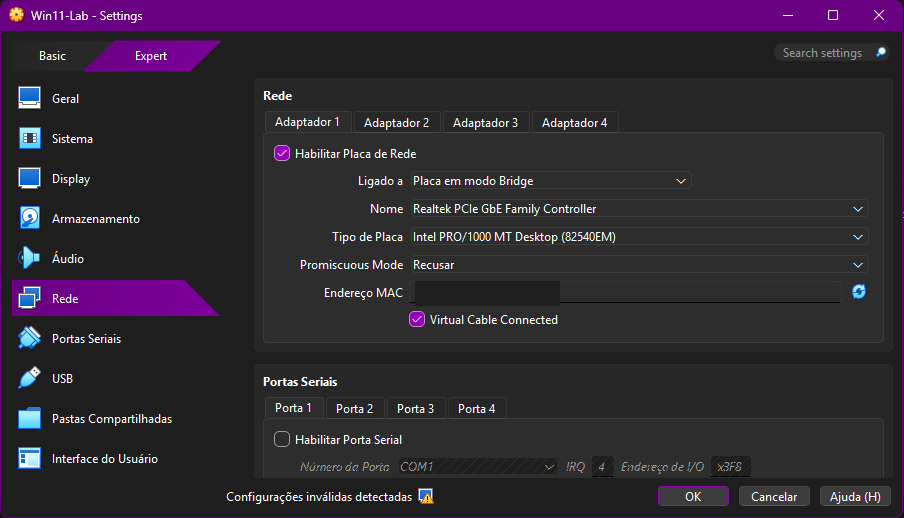 Win11-Lab - Settings
Basic
Expert
Search settings
Geral
Sistema
Display
Armazenamento
Áudio
Rede
Portas Seriais
USB
Pastas Compartilhadas
Interface do Usuário
Rede
Adaptador 1 Adaptador 2 Adaptador 3 Adaptador 4
Habilitar Placa de Rede
Ligado a Placa em modo Bridge
Nome Realtek PCIe GbE Family Controller
Tipo de Placa Intel PRO/1000 MT Desktop (82540EM)
Promiscuous Mode Recusar
Endereço MAC
Virtual Cable Connected
Portas Seriais
Porta 1 Porta 2 Porta 3 Porta 4
Habilitar Porta Serial
Número da Porta COM1 IRQ 4 Endereço de I/O x3F8
Configurações inválidas detectadas
OK Cancelar Ajuda (H)